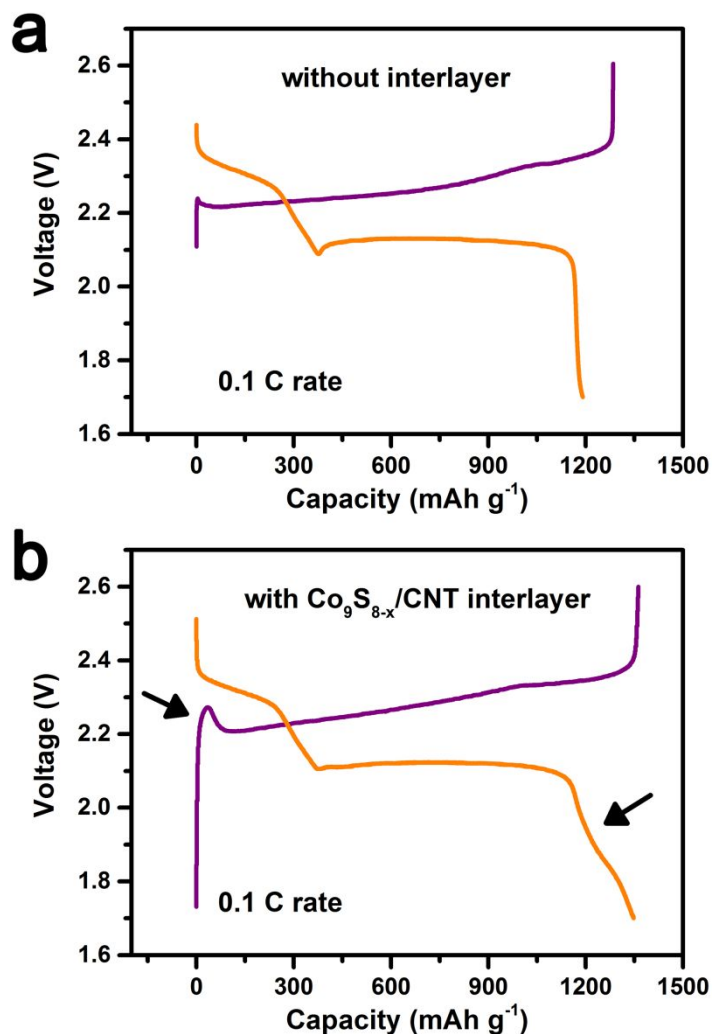 a
without interlayer
2.6
2.4
2.2
2.0
1.8
1.6
Voltage (V)
0.1 C rate
0 300 600 900 1200 1500
Capacity (mAh g⁻¹)
b
with Co₉S₈₋ₓ/CNT interlayer
2.6
2.4
2.2
2.0
1.8
1.6
Voltage (V)
0.1 C rate
0 300 600 900 1200 1500
Capacity (mAh g⁻¹)